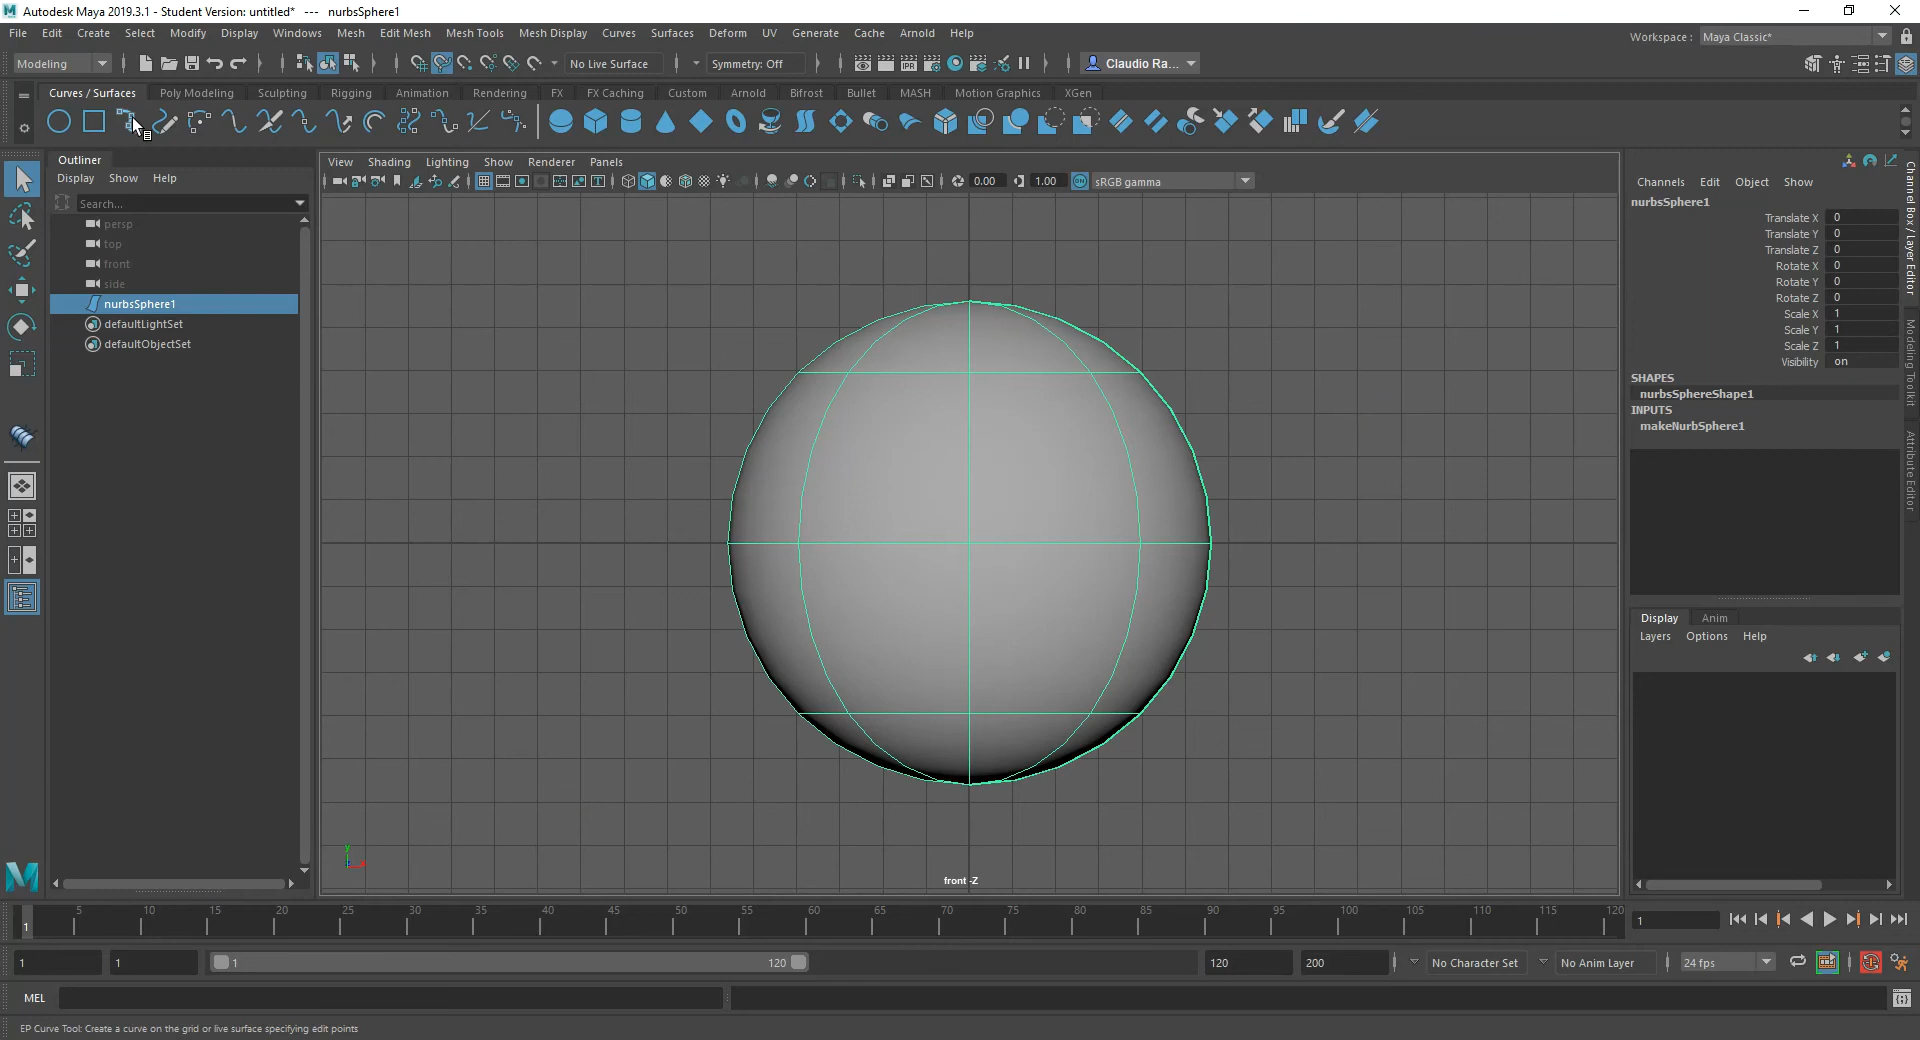 Autodesk Maya 2019.3.1 - Student Version: untitled* --- nurbsSphere1
File Edit Create Select Modify Display Windows Mesh Edit Mesh Mesh Tools Mesh Display Curves Surfaces Deform UV Generate Cache Arnold Help
Workspace : Maya Classic*
Modeling No Live Surface Symmetry: Off IPR Claudio Ra...
Curves / Surfaces Poly Modeling Sculpting Rigging Animation Rendering FX FX Caching Custom Arnold Bifrost Bullet MASH Motion Graphics XGen
Outliner
Display Show Help
Search...
persp
top
front
side
nurbsSphere1
defaultLightSet
defaultObjectSet
View Shading Lighting Show Renderer Panels
0.00 1.00 ON sRGB gamma
y
front -Z
Channels Edit Object Show
nurbsSphere1
Translate X 0
Translate Y 0
Translate Z 0
Rotate X 0
Rotate Y 0
Rotate Z 0
Scale X 1
Scale Y 1
Scale Z 1
Visibility on
SHAPES
nurbsSphereShape1
INPUTS
makeNurbSphere1
Channel Box / Layer Editor
Modeling Toolkit
Attribute Editor
Display Anim
Layers Options Help
1 5 10 15 20 25 30 35 40 45 50 55 60 65 70 75 80 85 90 95 100 105 110 115 120 1
1 1 1 120 120 200 No Character Set No Anim Layer 24 fps
MEL
EP Curve Tool: Create a curve on the grid or live surface specifying edit points